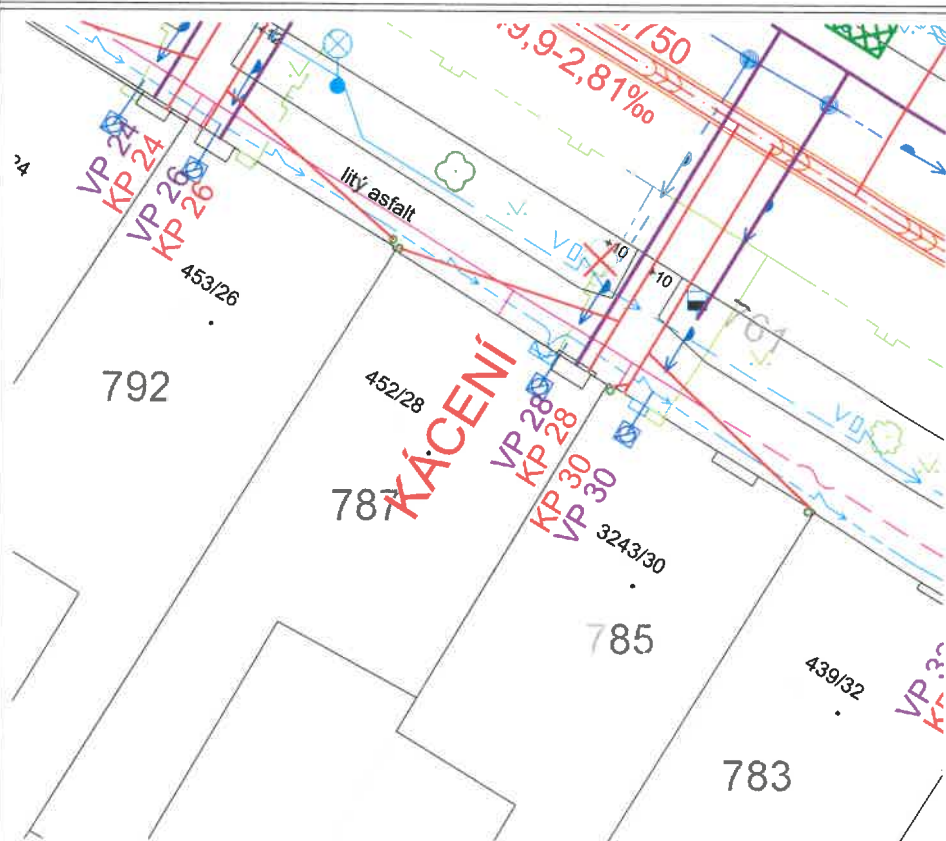 /750
9,9-2,81‰
+12
VP 24
KP 24
VP 26
KP 26
24
litý asfalt
+10
+10
761
453/26
792
452/28
787
KÁCENÍ
VP 28
KP 28
KP 30
VP 30
3243/30
785
439/32
783